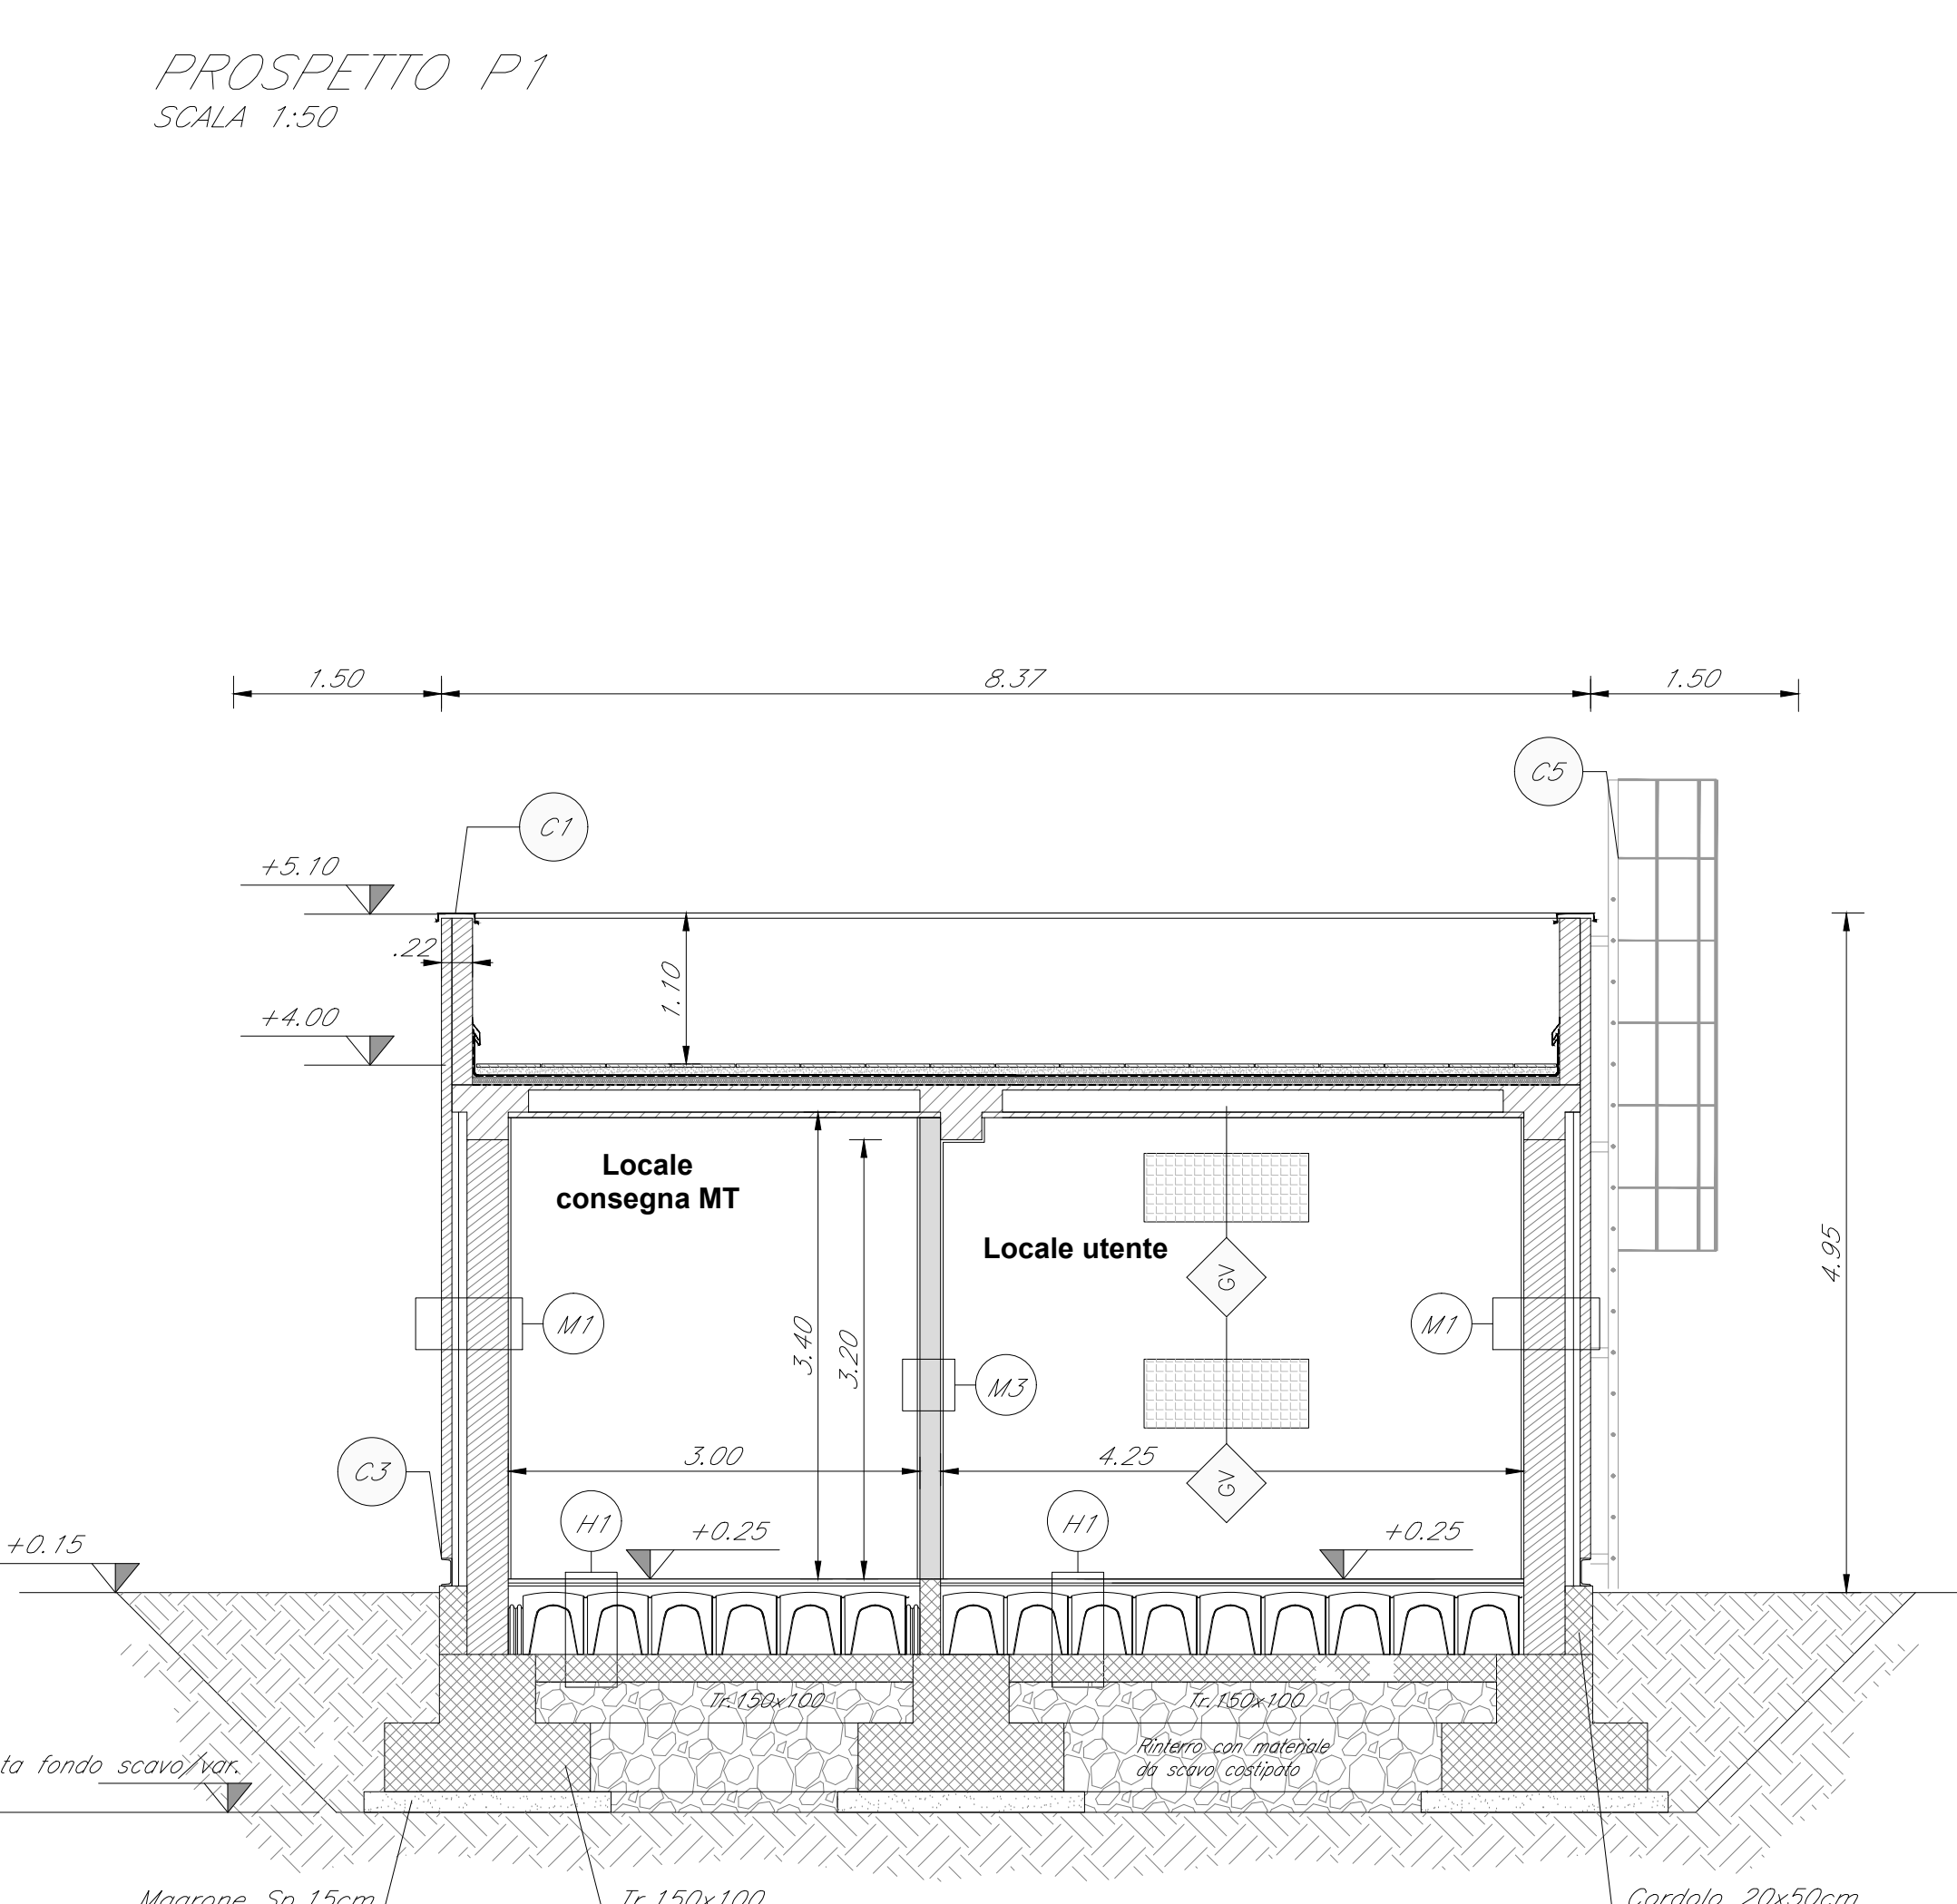 PROSPETTO P1
SCALA 1:50
1.50
8.37
1.50
C5
C1
+5.10
.22
1.10
+4.00
Locale
consegna MT
Locale utente
GV
4.95
M1
M1
3.40
3.20
M3
3.00
4.25
C3
GV
H1
H1
+0.25
+0.25
+0.15
Tr.150x100
Tr.150x100
Rinterro con materiale
da scavo costipato
ta fondo scavo/var.
Magrone Sp.15cm
Tr.150x100
Cordolo 20x50cm